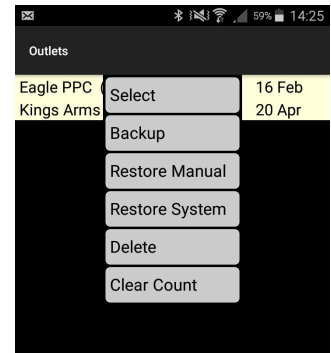 59% 14:25
Outlets
Eagle PPC (
16 Feb
Kings Arms
20 Apr
Select
Backup
Restore Manual
Restore System
Delete
Clear Count